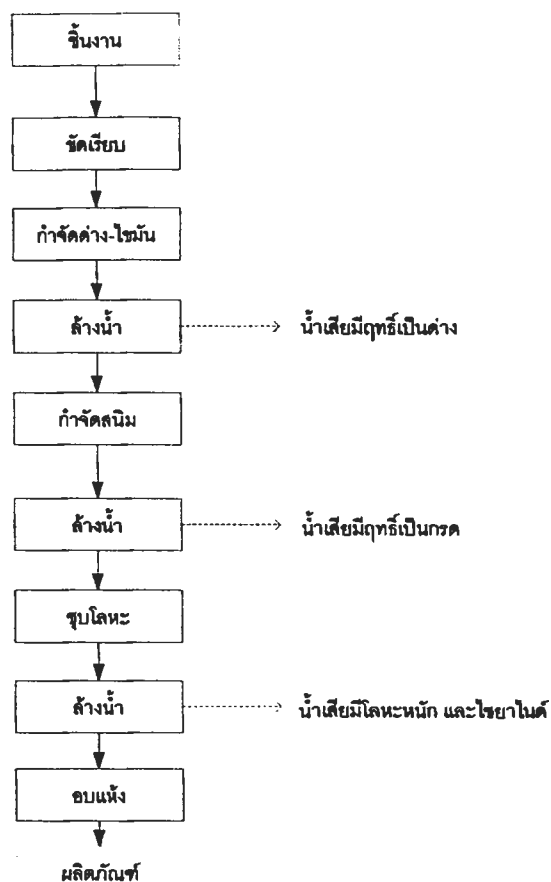 ชิ้นงาน
ขัดเรียบ
กำจัดด่าง-ไขมัน
ล้างน้ำ
น้ำเสียมีฤทธิ์เป็นด่าง
กำจัดสนิม
ล้างน้ำ
น้ำเสียมีฤทธิ์เป็นกรด
ชุบโลหะ
ล้างน้ำ
น้ำเสียมีโลหะหนัก และไซยาไนด์
อบแห้ง
ผลิตภัณฑ์